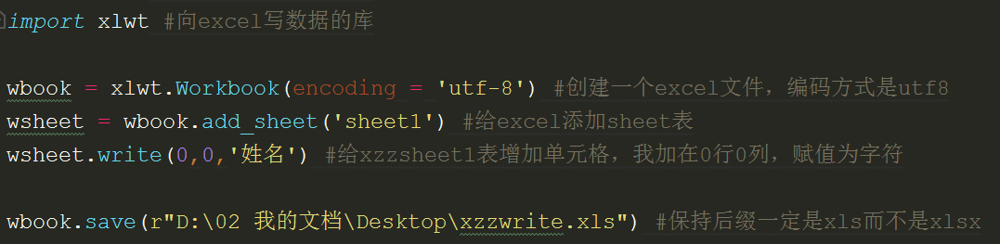 import xlwt #向excel写数据的库
wbook = xlwt.Workbook(encoding = 'utf-8') #创建一个excel文件，编码方式是utf8
wsheet = wbook.add_sheet('sheet1') #给excel添加sheet表
wsheet.write(0,0,'姓名') #给xzzsheet1表增加单元格，我加在0行0列，赋值为字符
wbook.save(r"D:\02 我的文档\Desktop\xzzwrite.xls") #保持后缀一定是xls而不是xlsx